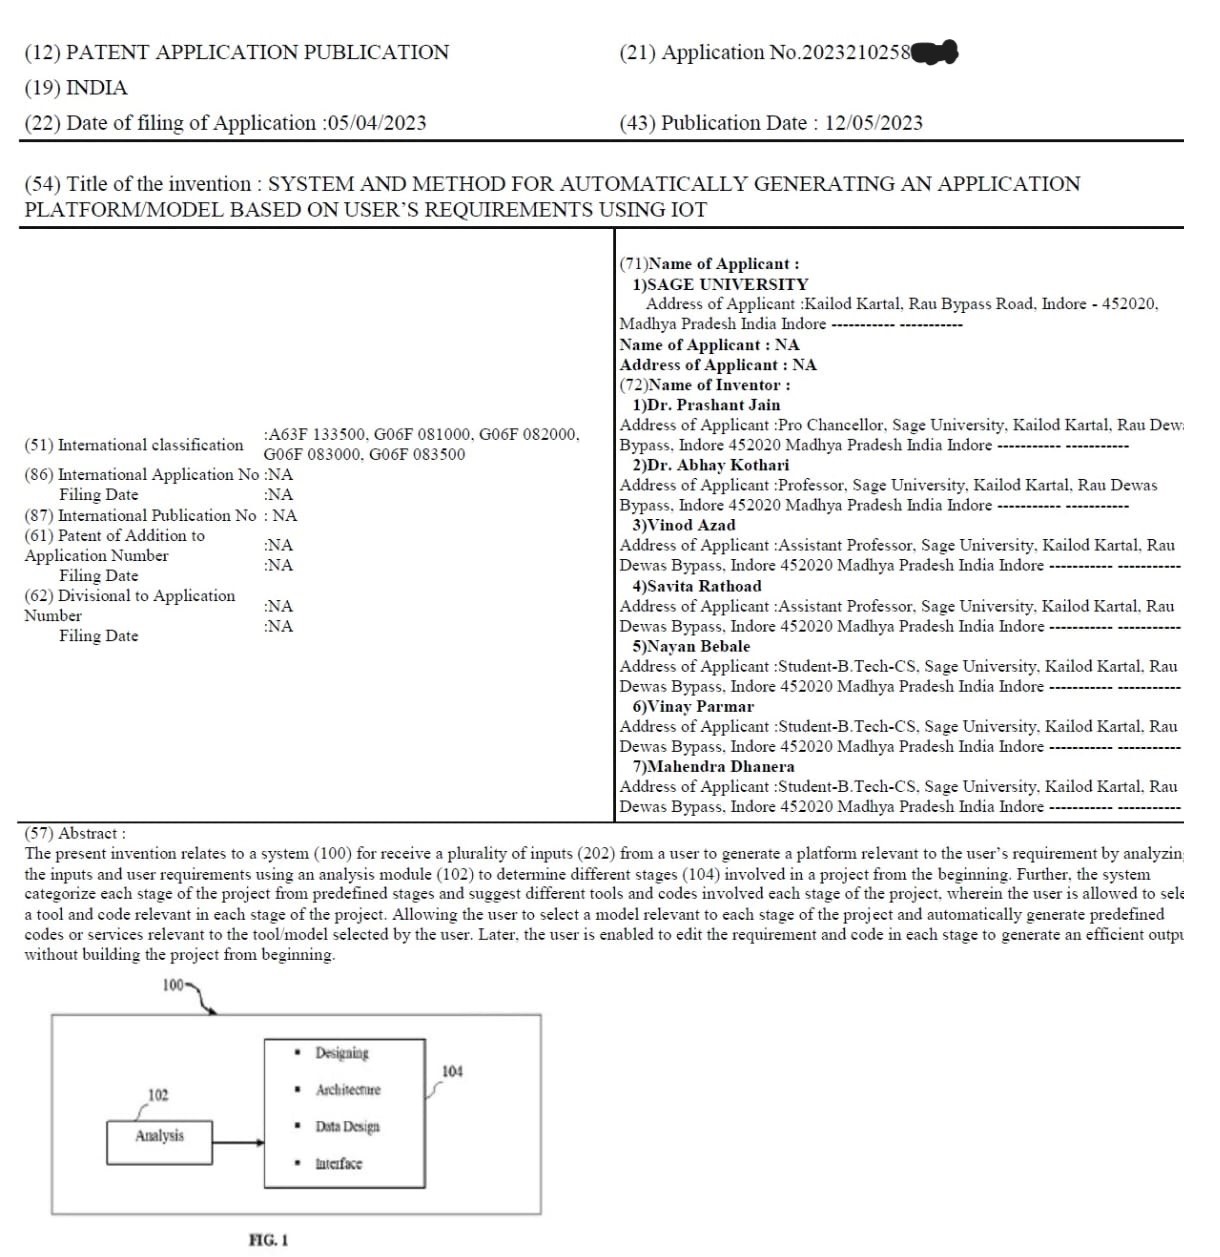 (12) PATENT APPLICATION PUBLICATION
(21) Application No.2023210258
(19) INDIA
(22) Date of filing of Application :05/04/2023
(43) Publication Date : 12/05/2023
(54) Title of the invention : SYSTEM AND METHOD FOR AUTOMATICALLY GENERATING AN APPLICATION
PLATFORM/MODEL BASED ON USER'S REQUIREMENTS USING IOT
(51) International classification
:A63F 133500, G06F 081000, G06F 082000,
G06F 083000, G06F 083500
(86) International Application No :NA
Filing Date :NA
(87) International Publication No : NA
(61) Patent of Addition to
Application Number :NA
Filing Date :NA
(62) Divisional to Application
Number :NA
Filing Date :NA
(71)Name of Applicant :
1)SAGE UNIVERSITY
Address of Applicant :Kailod Kartal, Rau Bypass Road, Indore - 452020,
Madhya Pradesh India Indore ----------- -----------
Name of Applicant : NA
Address of Applicant : NA
(72)Name of Inventor :
1)Dr. Prashant Jain
Address of Applicant :Pro Chancellor, Sage University, Kailod Kartal, Rau Dew
Bypass, Indore 452020 Madhya Pradesh India Indore ----------- -----------
2)Dr. Abhay Kothari
Address of Applicant :Professor, Sage University, Kailod Kartal, Rau Dewas
Bypass, Indore 452020 Madhya Pradesh India Indore ----------- -----------
3)Vinod Azad
Address of Applicant :Assistant Professor, Sage University, Kailod Kartal, Rau
Dewas Bypass, Indore 452020 Madhya Pradesh India Indore ----------- -----------
4)Savita Rathoad
Address of Applicant :Assistant Professor, Sage University, Kailod Kartal, Rau
Dewas Bypass, Indore 452020 Madhya Pradesh India Indore ----------- -----------
5)Nayan Bebale
Address of Applicant :Student-B.Tech-CS, Sage University, Kailod Kartal, Rau
Dewas Bypass, Indore 452020 Madhya Pradesh India Indore ----------- -----------
6)Vinay Parmar
Address of Applicant :Student-B.Tech-CS, Sage University, Kailod Kartal, Rau
Dewas Bypass, Indore 452020 Madhya Pradesh India Indore ----------- -----------
7)Mahendra Dhanera
Address of Applicant :Student-B.Tech-CS, Sage University, Kailod Kartal, Rau
Dewas Bypass, Indore 452020 Madhya Pradesh India Indore ----------- -----------
(57) Abstract :
The present invention relates to a system (100) for receive a plurality of inputs (202) from a user to generate a platform relevant to the user's requirement by analyzin
the inputs and user requirements using an analysis module (102) to determine different stages (104) involved in a project from the beginning. Further, the system
categorize each stage of the project from predefined stages and suggest different tools and codes involved each stage of the project, wherein the user is allowed to sele
a tool and code relevant in each stage of the project. Allowing the user to select a model relevant to each stage of the project and automatically generate predefined
codes or services relevant to the tool/model selected by the user. Later, the user is enabled to edit the requirement and code in each stage to generate an efficient outpu
without building the project from beginning.
100
▪ Designing
104
▪ Architecture
102
▪ Data Design
Analysis
▪ Interface
FIG. 1